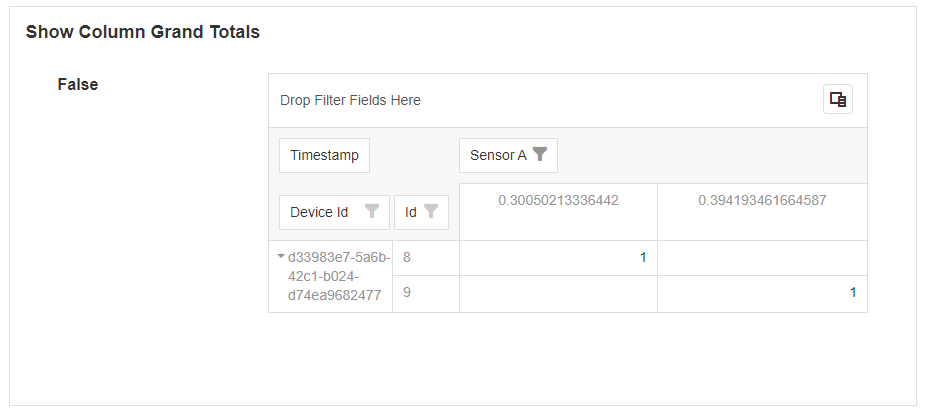 Show Column Grand Totals
False
Drop Filter Fields Here
Timestamp
Sensor A
Device Id
Id
0.30050213336442
0.394193461664587
d33983e7-5a6b-
42c1-b024-
d74ea9682477
8
1
9
1